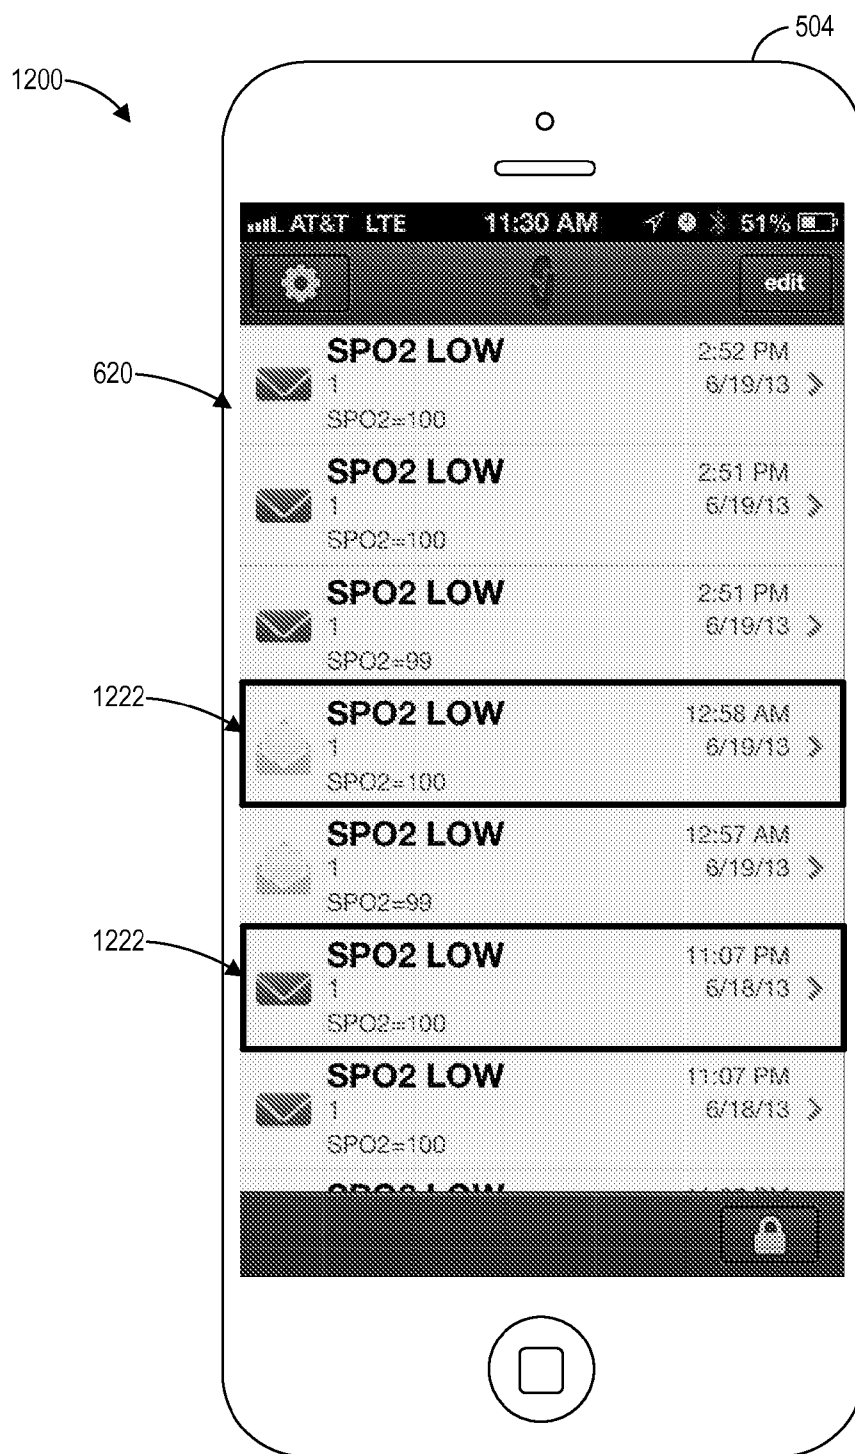 504
1200
AT&T LTE 11:30 AM 51%
edit
SPO2 LOW 2:52 PM
620
1 6/19/13
SPO2=100
SPO2 LOW 2:51 PM
1 6/19/13
SPO2=100
SPO2 LOW 2:51 PM
1 6/19/13
SPO2=99
1222
SPO2 LOW 12:58 AM
1 6/19/13
SPO2=100
SPO2 LOW 12:57 AM
1 6/19/13
SPO2=99
1222
SPO2 LOW 11:07 PM
1 6/18/13
SPO2=100
SPO2 LOW 11:07 PM
1 6/18/13
SPO2=100
SPO2 LOW